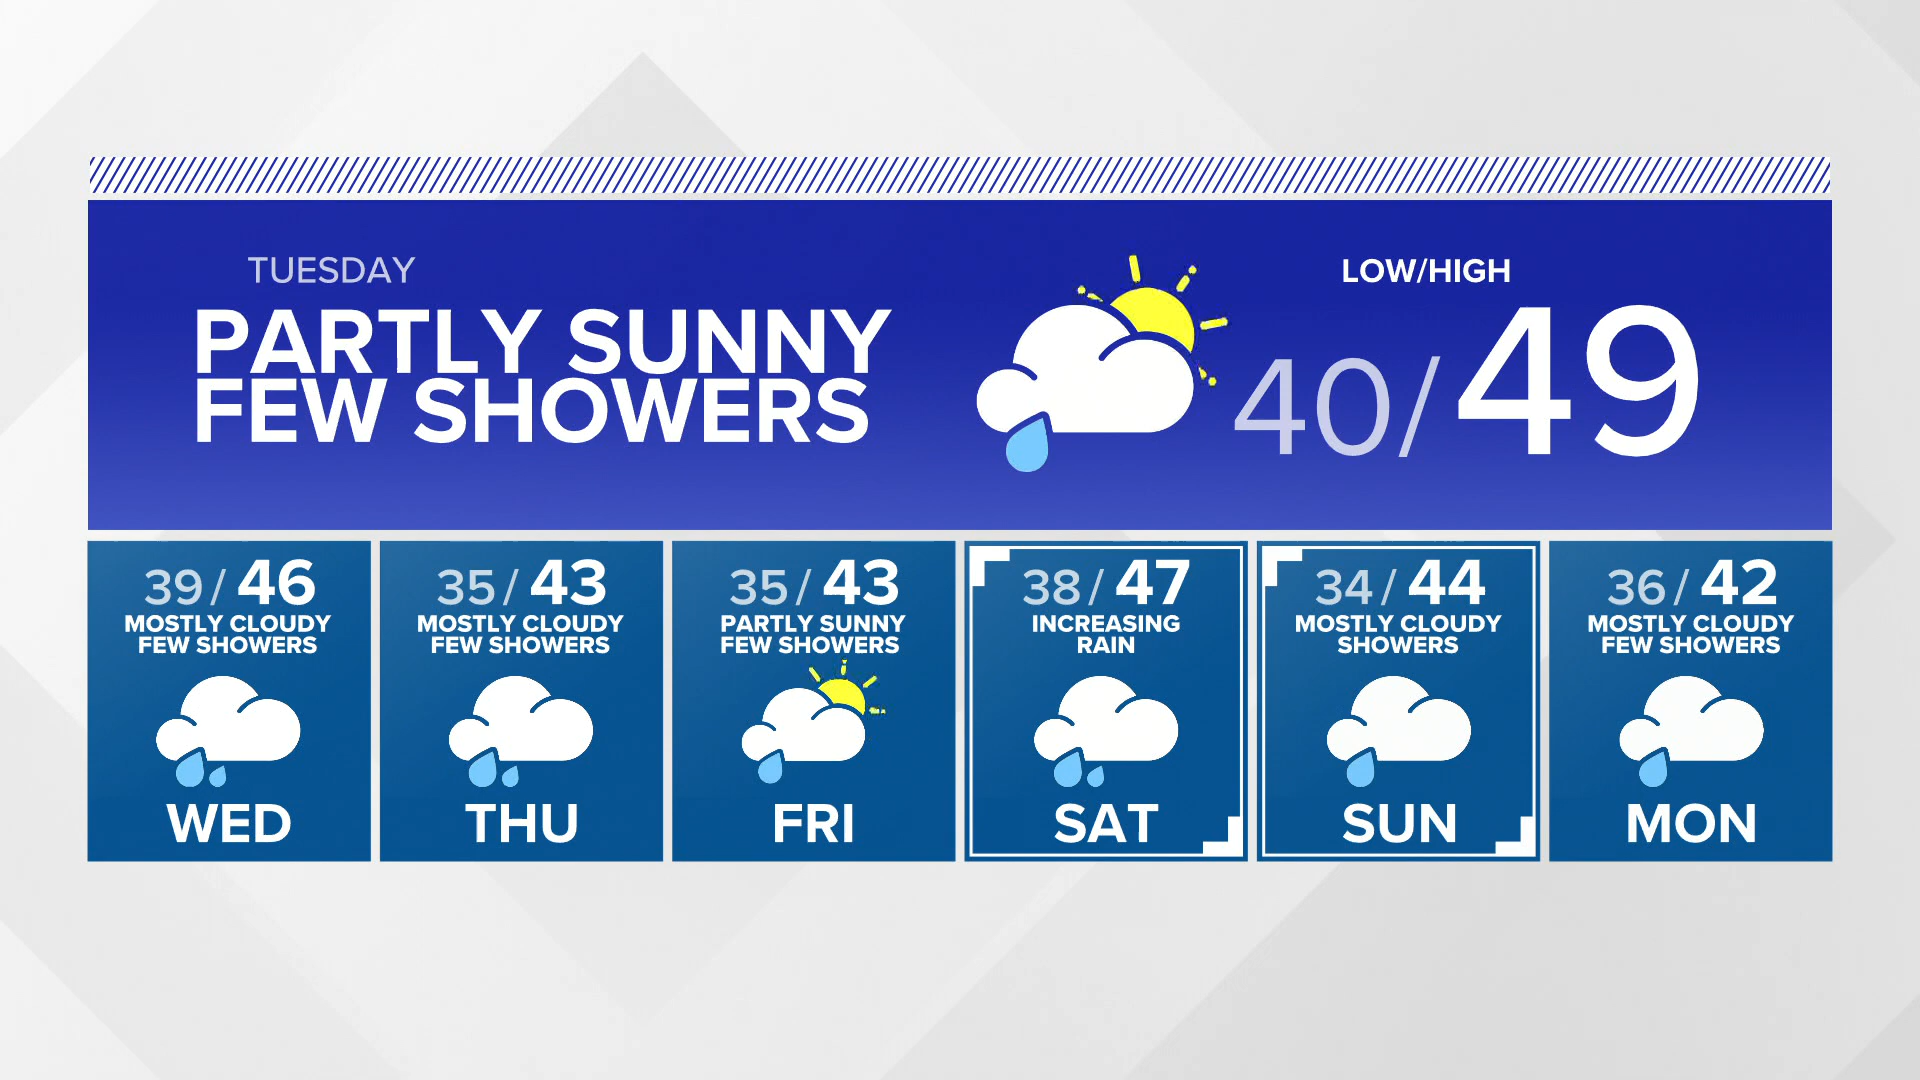 TUESDAY
PARTLY SUNNY
FEW SHOWERS
LOW/HIGH
40/49
39/46
MOSTLY CLOUDY
FEW SHOWERS
WED
35/43
MOSTLY CLOUDY
FEW SHOWERS
THU
35/43
PARTLY SUNNY
FEW SHOWERS
FRI
38/47
INCREASING
RAIN
SAT
34/44
MOSTLY CLOUDY
SHOWERS
SUN
36/42
MOSTLY CLOUDY
FEW SHOWERS
MON